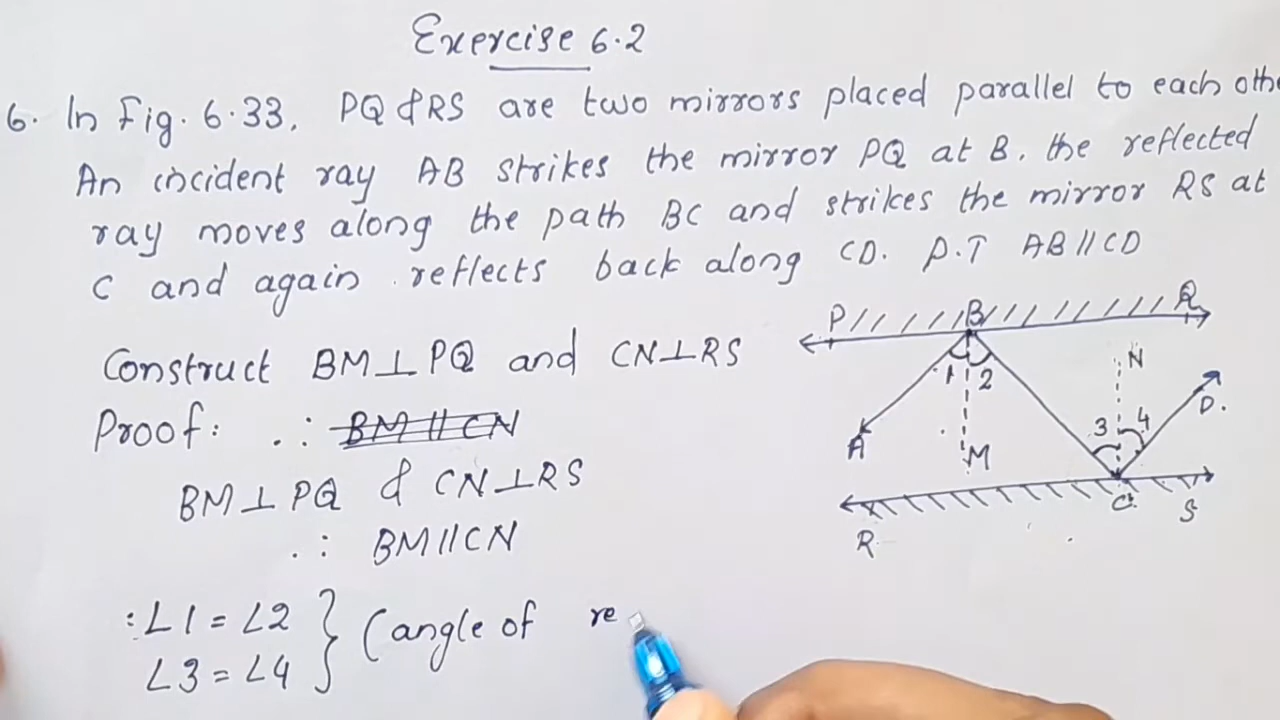 Exercise 6.2
6. In Fig. 6.33, PQ & RS are two mirrors placed parallel to each othe
An incident ray AB strikes the mirror PQ at B, the reflected
ray moves along the path BC and strikes the mirror RS at
C and again reflects back along CD. P.T AB//CD
Construct BM⊥PQ and CN⊥RS
Proof: ∴ BM || CN
BM⊥PQ & CN⊥RS
∴ BM//CN
:∠1 = ∠2 } (angle of re
∠3 = ∠4
P B Q
1 2 N
3 4 D.
A M
R C S